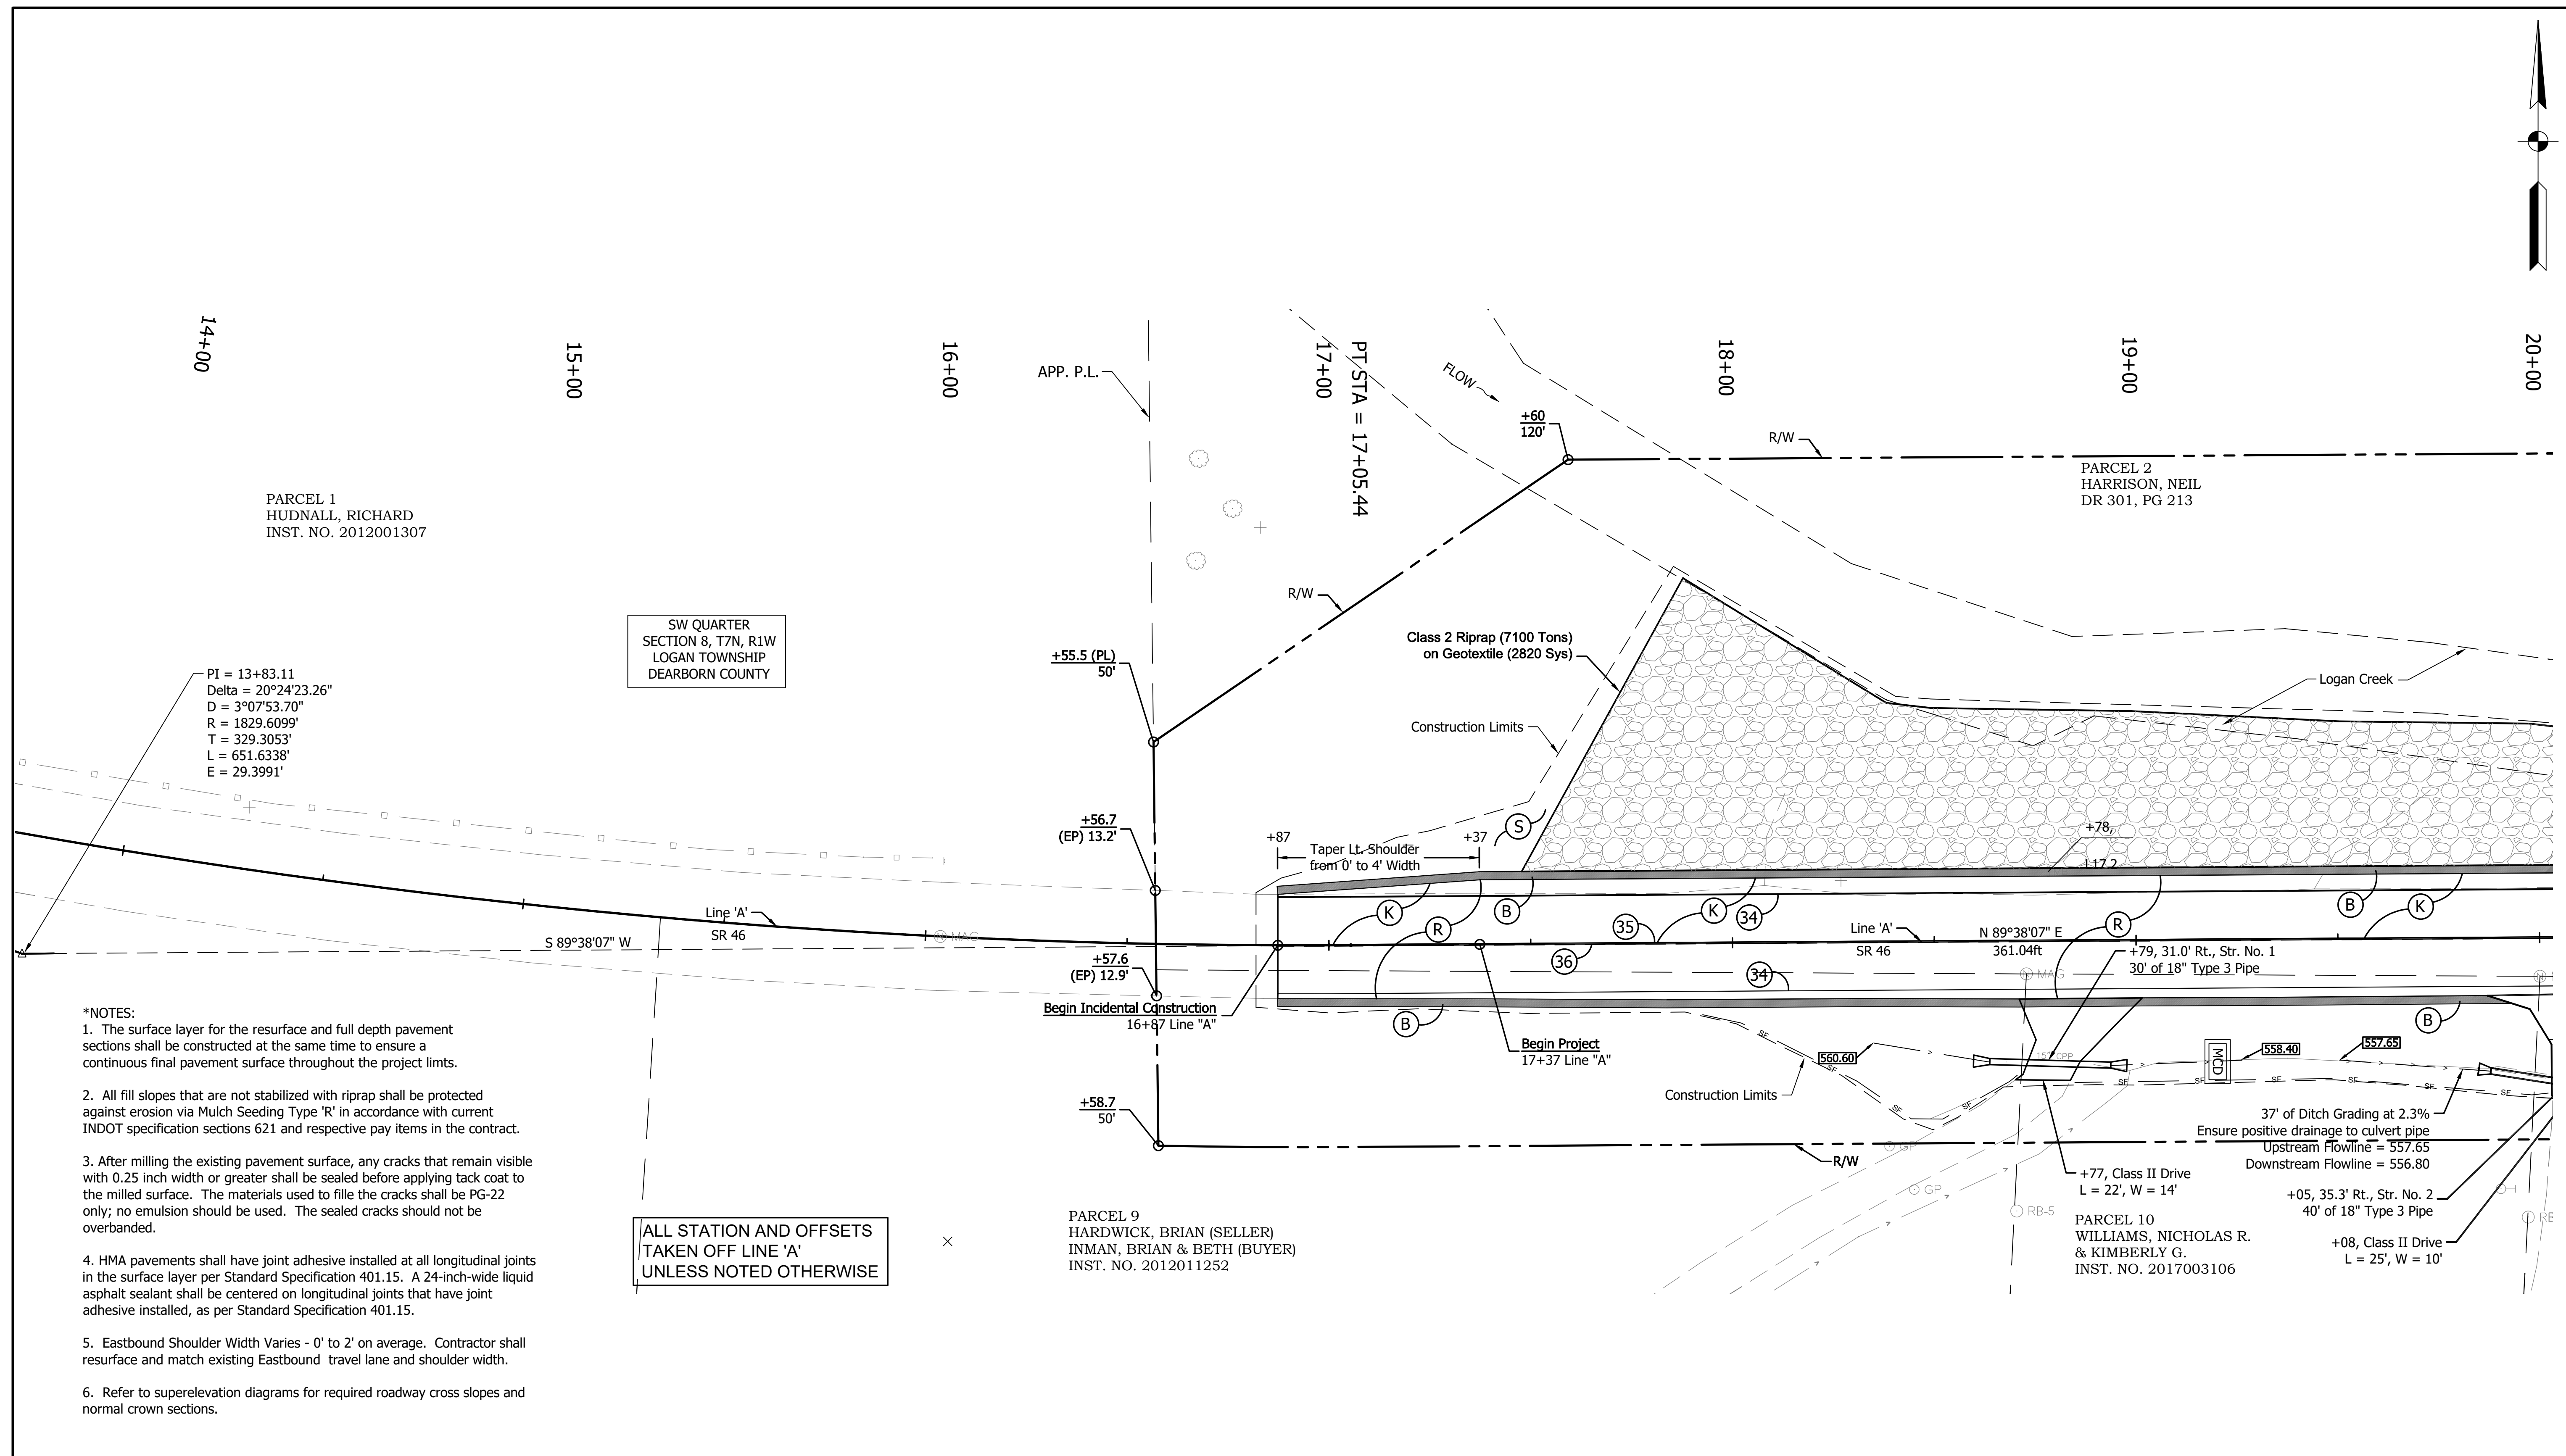 14+00
15+00
16+00
17+00
PT STA = 17+05.44
18+00
19+00
20+00
APP. P.L.
FLOW
+60
120'
R/W
PARCEL 2
HARRISON, NEIL
DR 301, PG 213
PARCEL 1
HUDNALL, RICHARD
INST. NO. 2012001307
R/W
SW QUARTER
SECTION 8, T7N, R1W
LOGAN TOWNSHIP
DEARBORN COUNTY
Class 2 Riprap (7100 Tons)
on Geotextile (2820 Sys)
+55.5 (PL)
50'
PI = 13+83.11
Delta = 20°24'23.26"
D = 3°07'53.70"
R = 1829.6099'
T = 329.3053'
L = 651.6338'
E = 29.3991'
Logan Creek
Construction Limits
+56.7
(EP) 13.2'
+87
Taper Lt. Shoulder
from 0' to 4' Width
+37
S
+78,
L17.2
K
R
B
35
K
34
R
B
K
Line 'A'
SR 46
MAG
S 89°38'07" W
Line 'A'
SR 46
N 89°38'07" E
361.04ft
36
34
+57.6
(EP) 12.9'
MAG
+79, 31.0' Rt., Str. No. 1
30' of 18" Type 3 Pipe
Begin Incidental Construction
16+87 Line "A"
B
B
Begin Project
17+37 Line "A"
SF
SF
SF
SF
560.60
15" CPP
MCD
558.40
557.65
SF
SF
SF
SF
SF
SF
Construction Limits
+58.7
50'
37' of Ditch Grading at 2.3%
Ensure positive drainage to culvert pipe
Upstream Flowline = 557.65
Downstream Flowline = 556.80
R/W
GP
GP
+77, Class II Drive
L = 22', W = 14'
+05, 35.3' Rt., Str. No. 2
40' of 18" Type 3 Pipe
RB-5
+08, Class II Drive
L = 25', W = 10'
PARCEL 9
HARDWICK, BRIAN (SELLER)
INMAN, BRIAN & BETH (BUYER)
INST. NO. 2012011252
PARCEL 10
WILLIAMS, NICHOLAS R.
& KIMBERLY G.
INST. NO. 2017003106
ALL STATION AND OFFSETS
TAKEN OFF LINE 'A'
UNLESS NOTED OTHERWISE
*NOTES:
1. The surface layer for the resurface and full depth pavement
sections shall be constructed at the same time to ensure a
continuous final pavement surface throughout the project limts.
2. All fill slopes that are not stabilized with riprap shall be protected
against erosion via Mulch Seeding Type 'R' in accordance with current
INDOT specification sections 621 and respective pay items in the contract.
3. After milling the existing pavement surface, any cracks that remain visible
with 0.25 inch width or greater shall be sealed before applying tack coat to
the milled surface. The materials used to fille the cracks shall be PG-22
only; no emulsion should be used. The sealed cracks should not be
overbanded.
4. HMA pavements shall have joint adhesive installed at all longitudinal joints
in the surface layer per Standard Specification 401.15. A 24-inch-wide liquid
asphalt sealant shall be centered on longitudinal joints that have joint
adhesive installed, as per Standard Specification 401.15.
5. Eastbound Shoulder Width Varies - 0' to 2' on average. Contractor shall
resurface and match existing Eastbound travel lane and shoulder width.
6. Refer to superelevation diagrams for required roadway cross slopes and
normal crown sections.